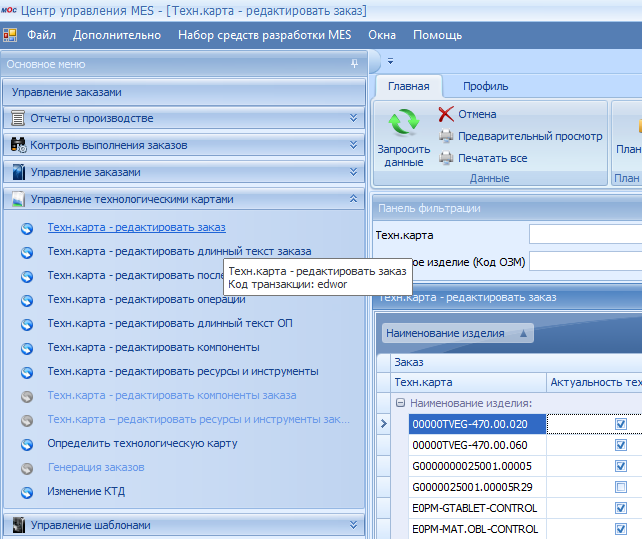 мос Центр управления MES - [Техн.карта - редактировать заказ]
Файл Дополнительно Набор средств разработки MES Окна Помощь
Основное меню
Управление заказами
Отчеты о производстве
Контроль выполнения заказов
Управление заказами
Управление технологическими картами
Техн.карта - редактировать заказ
Техн.карта - редактировать длинный текст заказа
Техн.карта - редактировать после
Техн.карта - редактировать операции
Техн.карта - редактировать длинный текст ОП
Техн.карта - редактировать компоненты
Техн.карта - редактировать ресурсы и инструменты
Техн.карта - редактировать компоненты заказа
Техн.карта – редактировать ресурсы и инструменты зак...
Определить технологическую карту
Генерация заказов
Изменение КТД
Управление шаблонами
Техн.карта - редактировать заказ
Код транзакции: edwor
Главная Профиль
Запросить данные
Отмена
Предварительный просмотр
Печатать все
Данные
План
План
Панель фильтрации
Техн.карта
ое изделие (Код ОЗМ)
Техн.карта - редактировать заказ
Наименование изделия
Заказ
Техн.карта Актуальность тех
Наименование изделия:
00000TVEG-470.00.020
00000TVEG-470.00.060
G0000000025001.00005
G0000025001.00005R29
E0PM-GTABLET-CONTROL
E0PM-MAT.OBL-CONTROL